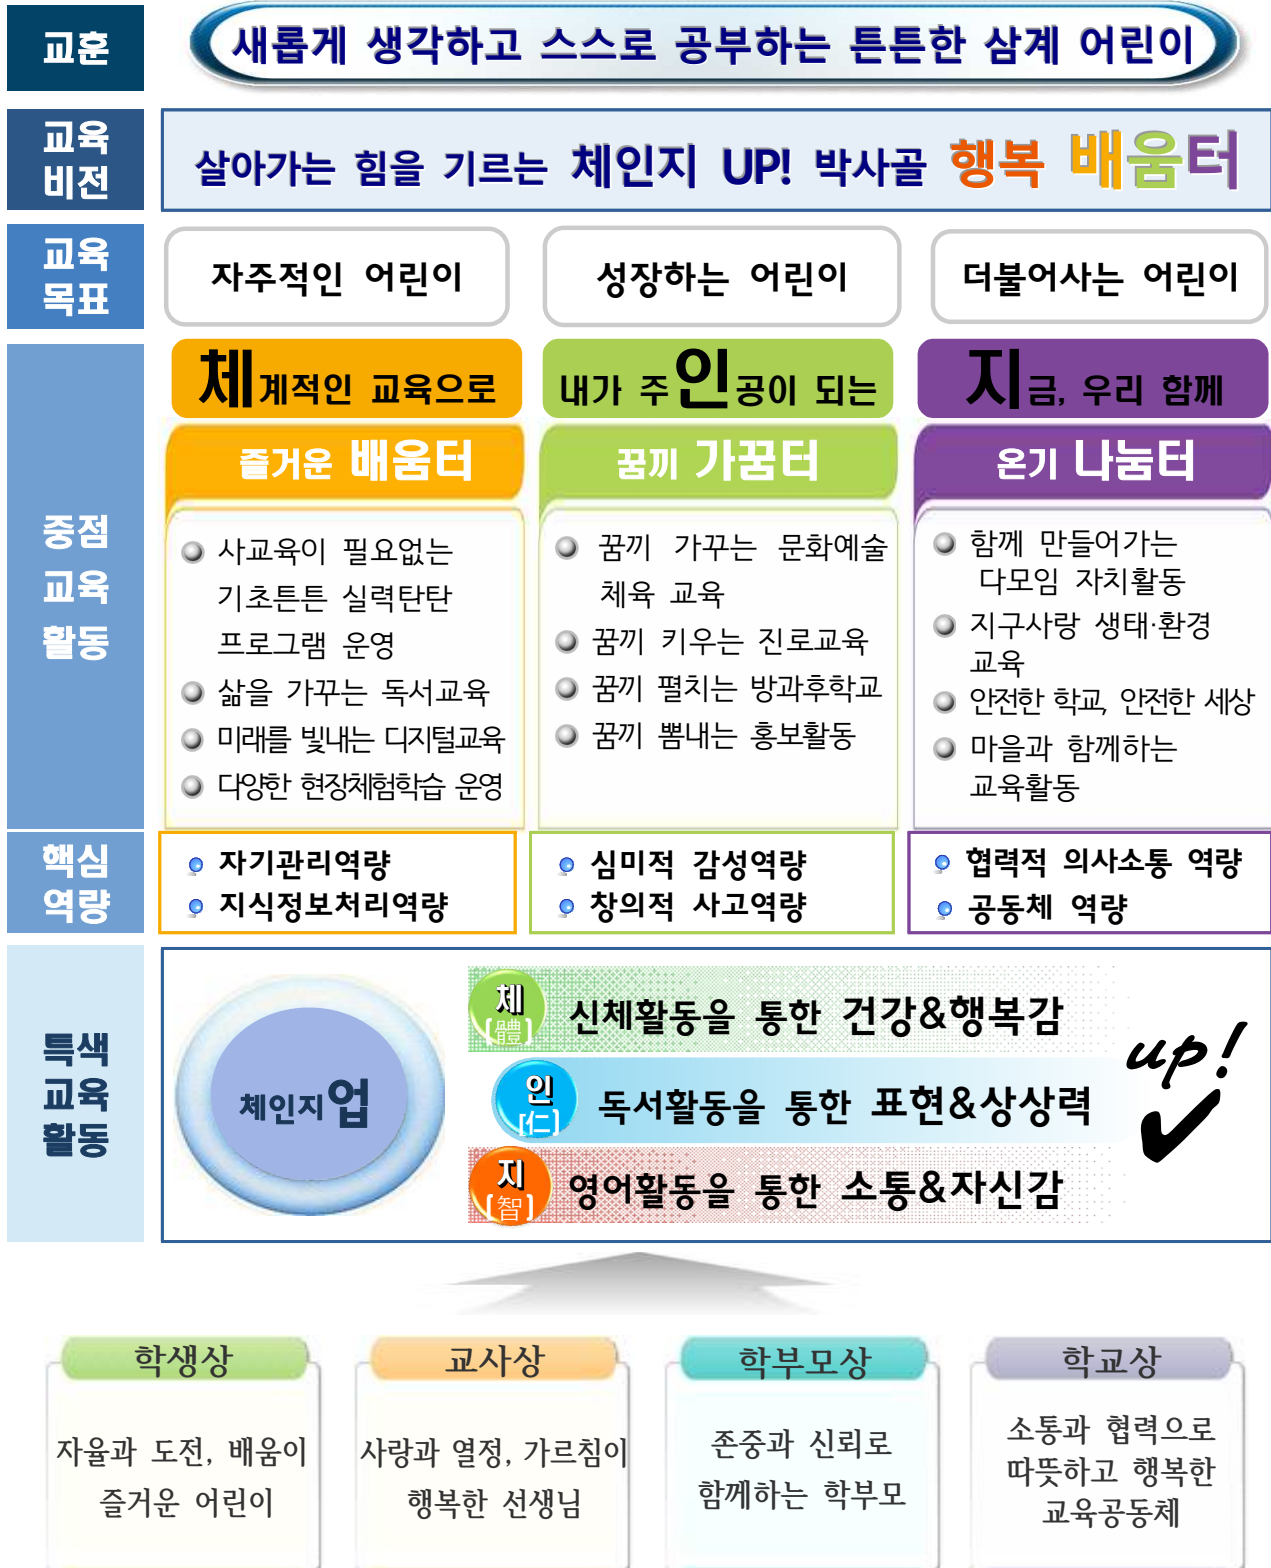 교훈
새롭게 생각하고 스스로 공부하는 튼튼한 삼계 어린이
교육
비전
살아가는 힘을 기르는 체인지 UP! 박사골 행복 배움터
교육
목표
자주적인 어린이
성장하는 어린이
더불어사는 어린이
중점
교육
활동
체계적인 교육으로
즐거운 배움터
사교육이 필요없는
기초튼튼 실력탄탄
프로그램 운영
삶을 가꾸는 독서교육
미래를 빛내는 디지털교육
다양한 현장체험학습 운영
내가 주인공이 되는
꿈끼 가꿈터
꿈끼 가꾸는 문화예술
체육 교육
꿈끼 키우는 진로교육
꿈끼 펼치는 방과후학교
꿈끼 뽐내는 홍보활동
지금, 우리 함께
온기 나눔터
함께 만들어가는
다모임 자치활동
지구사랑 생태·환경
교육
안전한 학교, 안전한 세상
마을과 함께하는
교육활동
핵심
역량
자기관리역량
지식정보처리역량
심미적 감성역량
창의적 사고역량
협력적 의사소통 역량
공동체 역량
특색
교육
활동
체인지업
체
[體]
신체활동을 통한 건강&행복감
인
[仁]
독서활동을 통한 표현&상상력
지
[智]
영어활동을 통한 소통&자신감
up!
학생상
자율과 도전, 배움이
즐거운 어린이
교사상
사랑과 열정, 가르침이
행복한 선생님
학부모상
존중과 신뢰로
함께하는 학부모
학교상
소통과 협력으로
따뜻하고 행복한
교육공동체